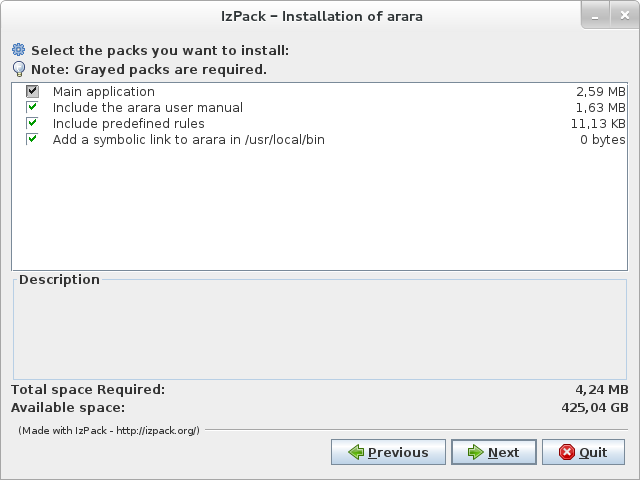 IzPack – Installation of arara
Select the packs you want to install:
Note: Grayed packs are required.
Main application 2,59 MB
Include the arara user manual 1,63 MB
Include predefined rules 11,13 KB
Add a symbolic link to arara in /usr/local/bin 0 bytes
Description
Total space Required: 4,24 MB
Available space: 425,04 GB
(Made with IzPack - http://izpack.org/)
Previous Next Quit